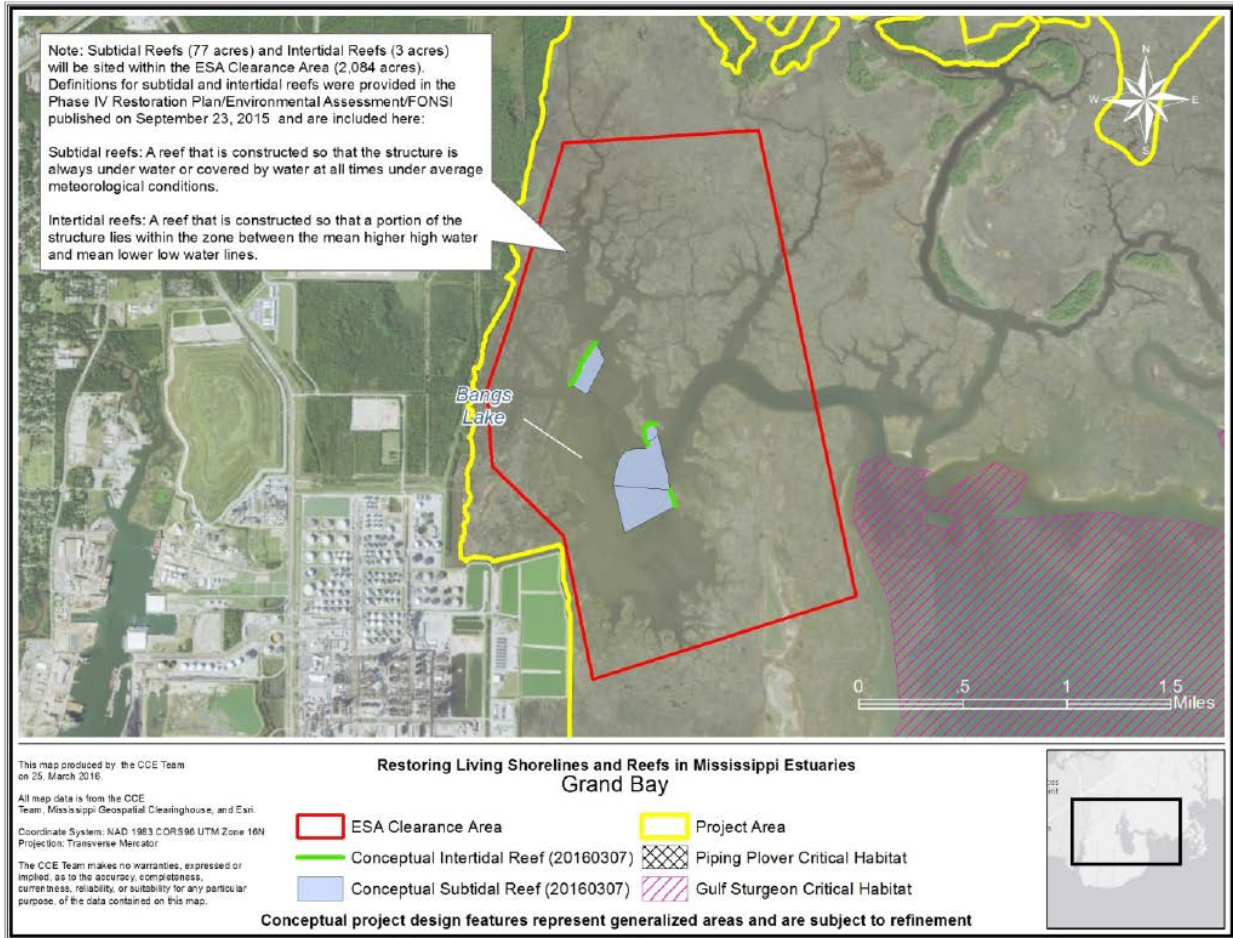 Note: Subtidal Reefs (77 acres) and Intertidal Reefs (3 acres)
will be sited within the ESA Clearance Area (2,084 acres).
Definitions for subtidal and intertidal reefs were provided in the
Phase IV Restoration Plan/Environmental Assessment/FONSI
published on September 23, 2015 and are included here:
Subtidal reefs: A reef that is constructed so that the structure is
always under water or covered by water at all times under average
meteorological conditions.
Intertidal reefs: A reef that is constructed so that a portion of the
structure lies within the zone between the mean higher high water
and mean lower low water lines.
N
W
E
S
Bangs
Lake
0 .5 1 1.5
Miles
This map produced by the CCE Team
on 25, March 2016.
All map data is from the CCE
Team, Mississippi Geospatial Clearinghouse, and Esri.
Coordinate System: NAD 1983 CORS96 UTM Zone 16N
Projection: Transverse Mercator
The CCE Team makes no warranties, expressed or
implied, as to the accuracy, completeness,
currentness, reliability, or suitability for any particular
purpose, of the data contained on this map.
Restoring Living Shorelines and Reefs in Mississippi Estuaries
Grand Bay
ESA Clearance Area
Project Area
Conceptual Intertidal Reef (20160307)
Piping Plover Critical Habitat
Conceptual Subtidal Reef (20160307)
Gulf Sturgeon Critical Habitat
Conceptual project design features represent generalized areas and are subject to refinement